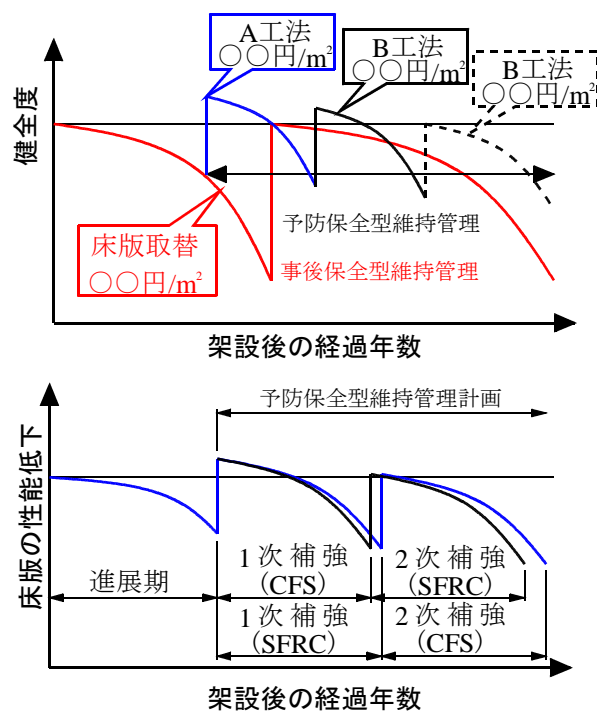 A工法
○○円/m²
B工法
○○円/m²
B工法
○○円/m²
健全度
床版取替
○○円/m²
予防保全型維持管理
事後保全型維持管理
架設後の経過年数
予防保全型維持管理計画
床版の性能低下
進展期
1次補強
(CFS)
2次補強
(SFRC)
1次補強
(SFRC)
2次補強
(CFS)
架設後の経過年数